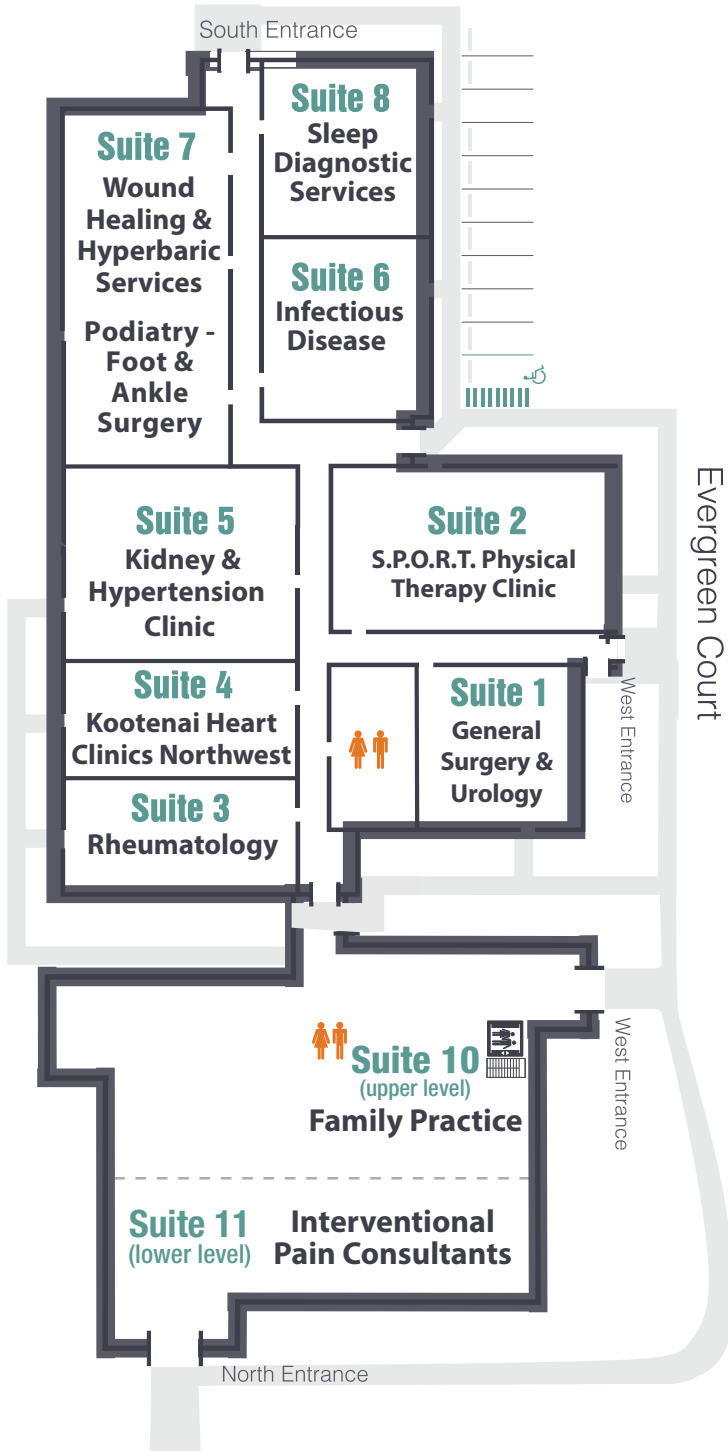 South Entrance
Suite 8
Sleep
Diagnostic
Services
Suite 7
Wound
Healing &
Hyperbaric
Services
Podiatry -
Foot &
Ankle
Surgery
Suite 6
Infectious
Disease
Evergreen Court
Suite 5
Kidney &
Hypertension
Clinic
Suite 2
S.P.O.R.T. Physical
Therapy Clinic
Suite 4
Kootenai Heart
Clinics Northwest
Suite 1
General
Surgery &
Urology
West Entrance
Suite 3
Rheumatology
West Entrance
Suite 10
(upper level)
Family Practice
Suite 11
(lower level)
Interventional
Pain Consultants
North Entrance